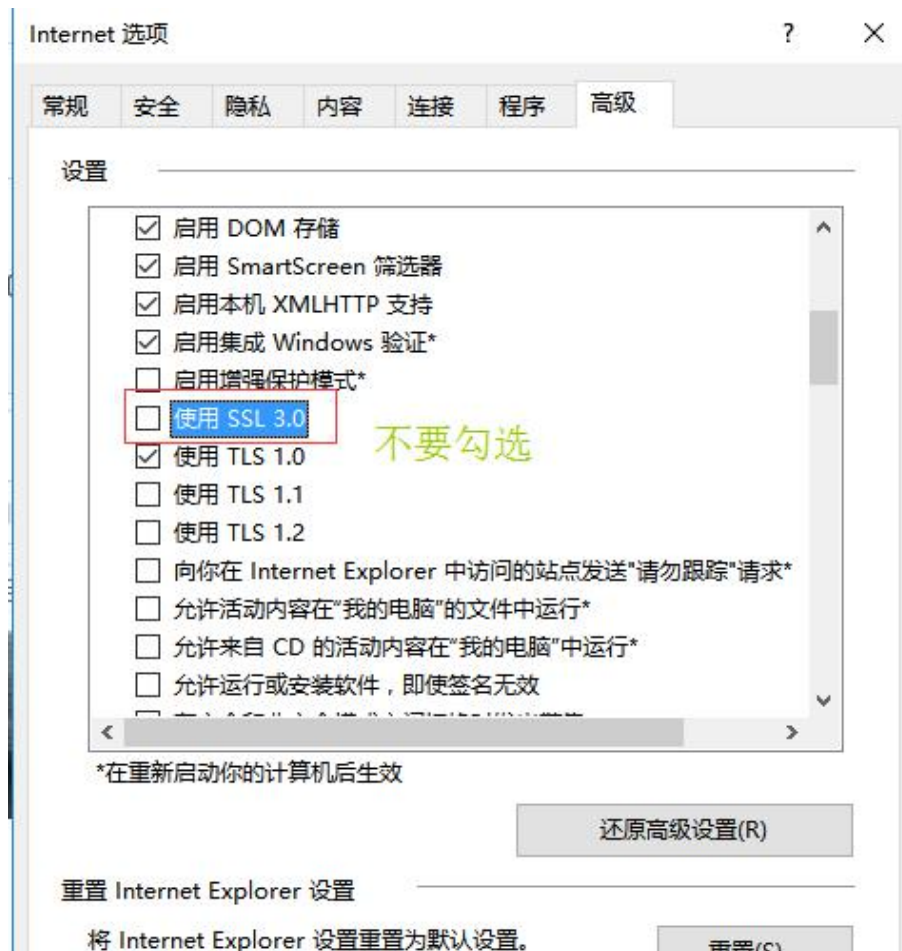 Internet 选项
?
常规 安全 隐私 内容 连接 程序 高级
设置
启用 DOM 存储
启用 SmartScreen 筛选器
启用本机 XMLHTTP 支持
启用集成 Windows 验证*
启用增强保护模式*
使用 SSL 3.0
不要勾选
使用 TLS 1.0
使用 TLS 1.1
使用 TLS 1.2
向你在 Internet Explorer 中访问的站点发送"请勿跟踪"请求*
允许活动内容在"我的电脑"的文件中运行*
允许来自 CD 的活动内容在"我的电脑"中运行*
允许运行或安装软件，即使签名无效
*在重新启动你的计算机后生效
还原高级设置(R)
重置 Internet Explorer 设置
将 Internet Explorer 设置重置为默认设置。
重置(S)